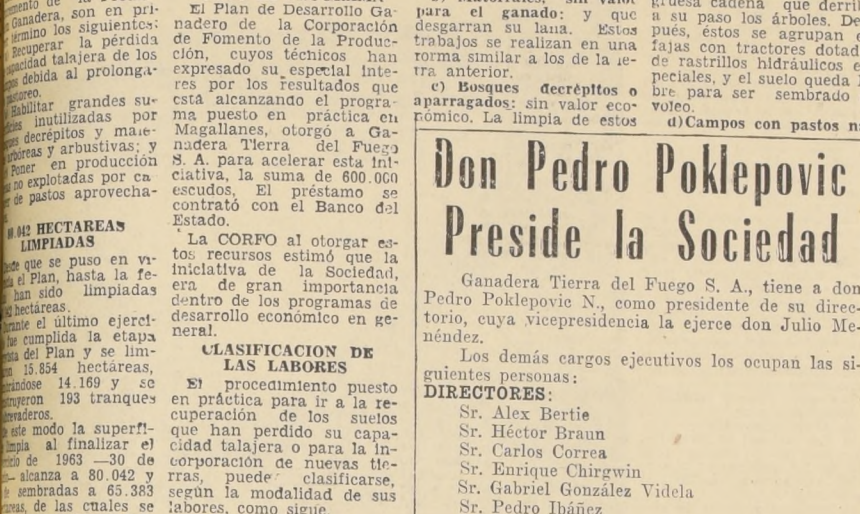 Ganadera, son en pri-
término los siguientes:
Recuperar la pérdida
talajera de los
debida al prolonga-
Habilitar grandes su-
inutilizadas por
decrépitos y
arbustivas; y
Poner en producción
no explotadas por ca
de pastos aprovecha-
HECTAREAS
LIMPIADAS
que se puso en vi-
el Plan, hasta la fe-
han sido limpiadas
hectáreas.
el último ejerci-
fue cumplida la etapa
del Plan y se lim-
15.854 hectáreas,
14.169 y se
193 tranques
este modo la superfi-
al finalizar el
de 1963 —30 de
alcanza a 80.042 y
sembradas a 65.383
de las cuales se
El Plan de Desarrollo Ga-
nadero de la Corporación
de Fomento de la Produc-
ción, cuyos técnicos han
expresado su especial inte-
res por los resultados que
está alcanzando el progra-
ma puesto en práctica en
Magallanes, otorgó a Ga-
nadera Tierra del Fuego
S. A. para acelerar esta ini-
ciativa, la suma de 600.000
escudos, El préstamo se
contrató con el Banco del
Estado.
La CORFO al otorgar es-
tos recursos estimó que la
iniciativa de la Sociedad,
era de gran importancia
dentro de los programas de
desarrollo económico en ge-
neral.
CLASIFICACION DE
LAS LABORES
El procedimiento puesto
en práctica para ir a la re-
cuperación de los suelos
que han perdido su capa-
cidad talajera o para la in-
corporación de nuevas tie-
rras, puede clasificarse,
según la modalidad de sus
labores, como sigue
para el ganado; y que
desgarran su lana. Estos
trabajos se realizan en una
forma similar a los de la le-
tra anterior.
c) Bosques decrépitos o
aparragados: sin valor eco-
nómico. La limpia de estos
gruesa cadena que derri
a su paso los árboles. De
pués, éstos se agrupan e
fajas con tractores dotad
de rastrillos hidráulicos e
peciales, y el suelo queda l
bre para ser sembrado
voleo.
d)Campos con pastos na
Don Pedro Poklepovic
Preside la Sociedad
Ganadera Tierra del Fuego S. A., tiene a don
Pedro Poklepovic N., como presidente de su direc-
torio, cuya vicepresidencia la ejerce don Julio Me-
néndez.
Los demás cargos ejecutivos los ocupan las si-
guientes personas:
DIRECTORES:
Sr. Alex Bertie
Sr. Héctor Braun
Sr. Carlos Correa
Sr. Enrique Chirgwin
Sr. Gabriel González Videla
Sr. Pedro Ibáñez